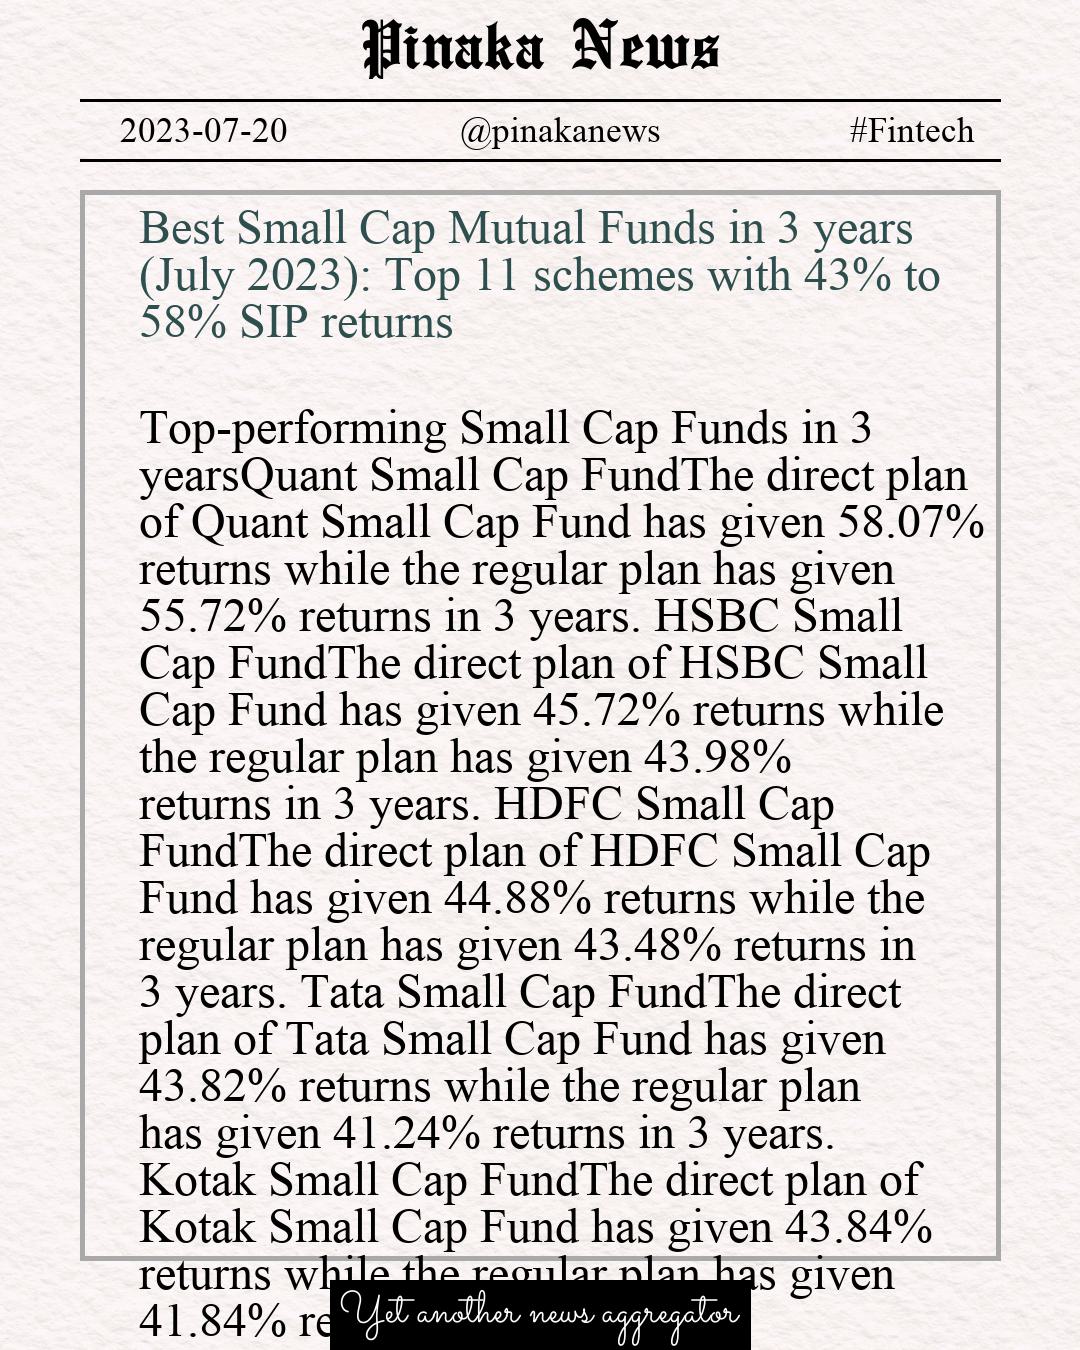 Pinaka News
2023-07-20 @pinakanews #Fintech
Best Small Cap Mutual Funds in 3 years
(July 2023): Top 11 schemes with 43% to
58% SIP returns
Top-performing Small Cap Funds in 3
yearsQuant Small Cap FundThe direct plan
of Quant Small Cap Fund has given 58.07%
returns while the regular plan has given
55.72% returns in 3 years. HSBC Small
Cap FundThe direct plan of HSBC Small
Cap Fund has given 45.72% returns while
the regular plan has given 43.98%
returns in 3 years. HDFC Small Cap
FundThe direct plan of HDFC Small Cap
Fund has given 44.88% returns while the
regular plan has given 43.48% returns in
3 years. Tata Small Cap FundThe direct
plan of Tata Small Cap Fund has given
43.82% returns while the regular plan
has given 41.24% returns in 3 years.
Kotak Small Cap FundThe direct plan of
Kotak Small Cap Fund has given 43.84%
returns while the regular plan has given
41.84% re
Yet another news aggregator